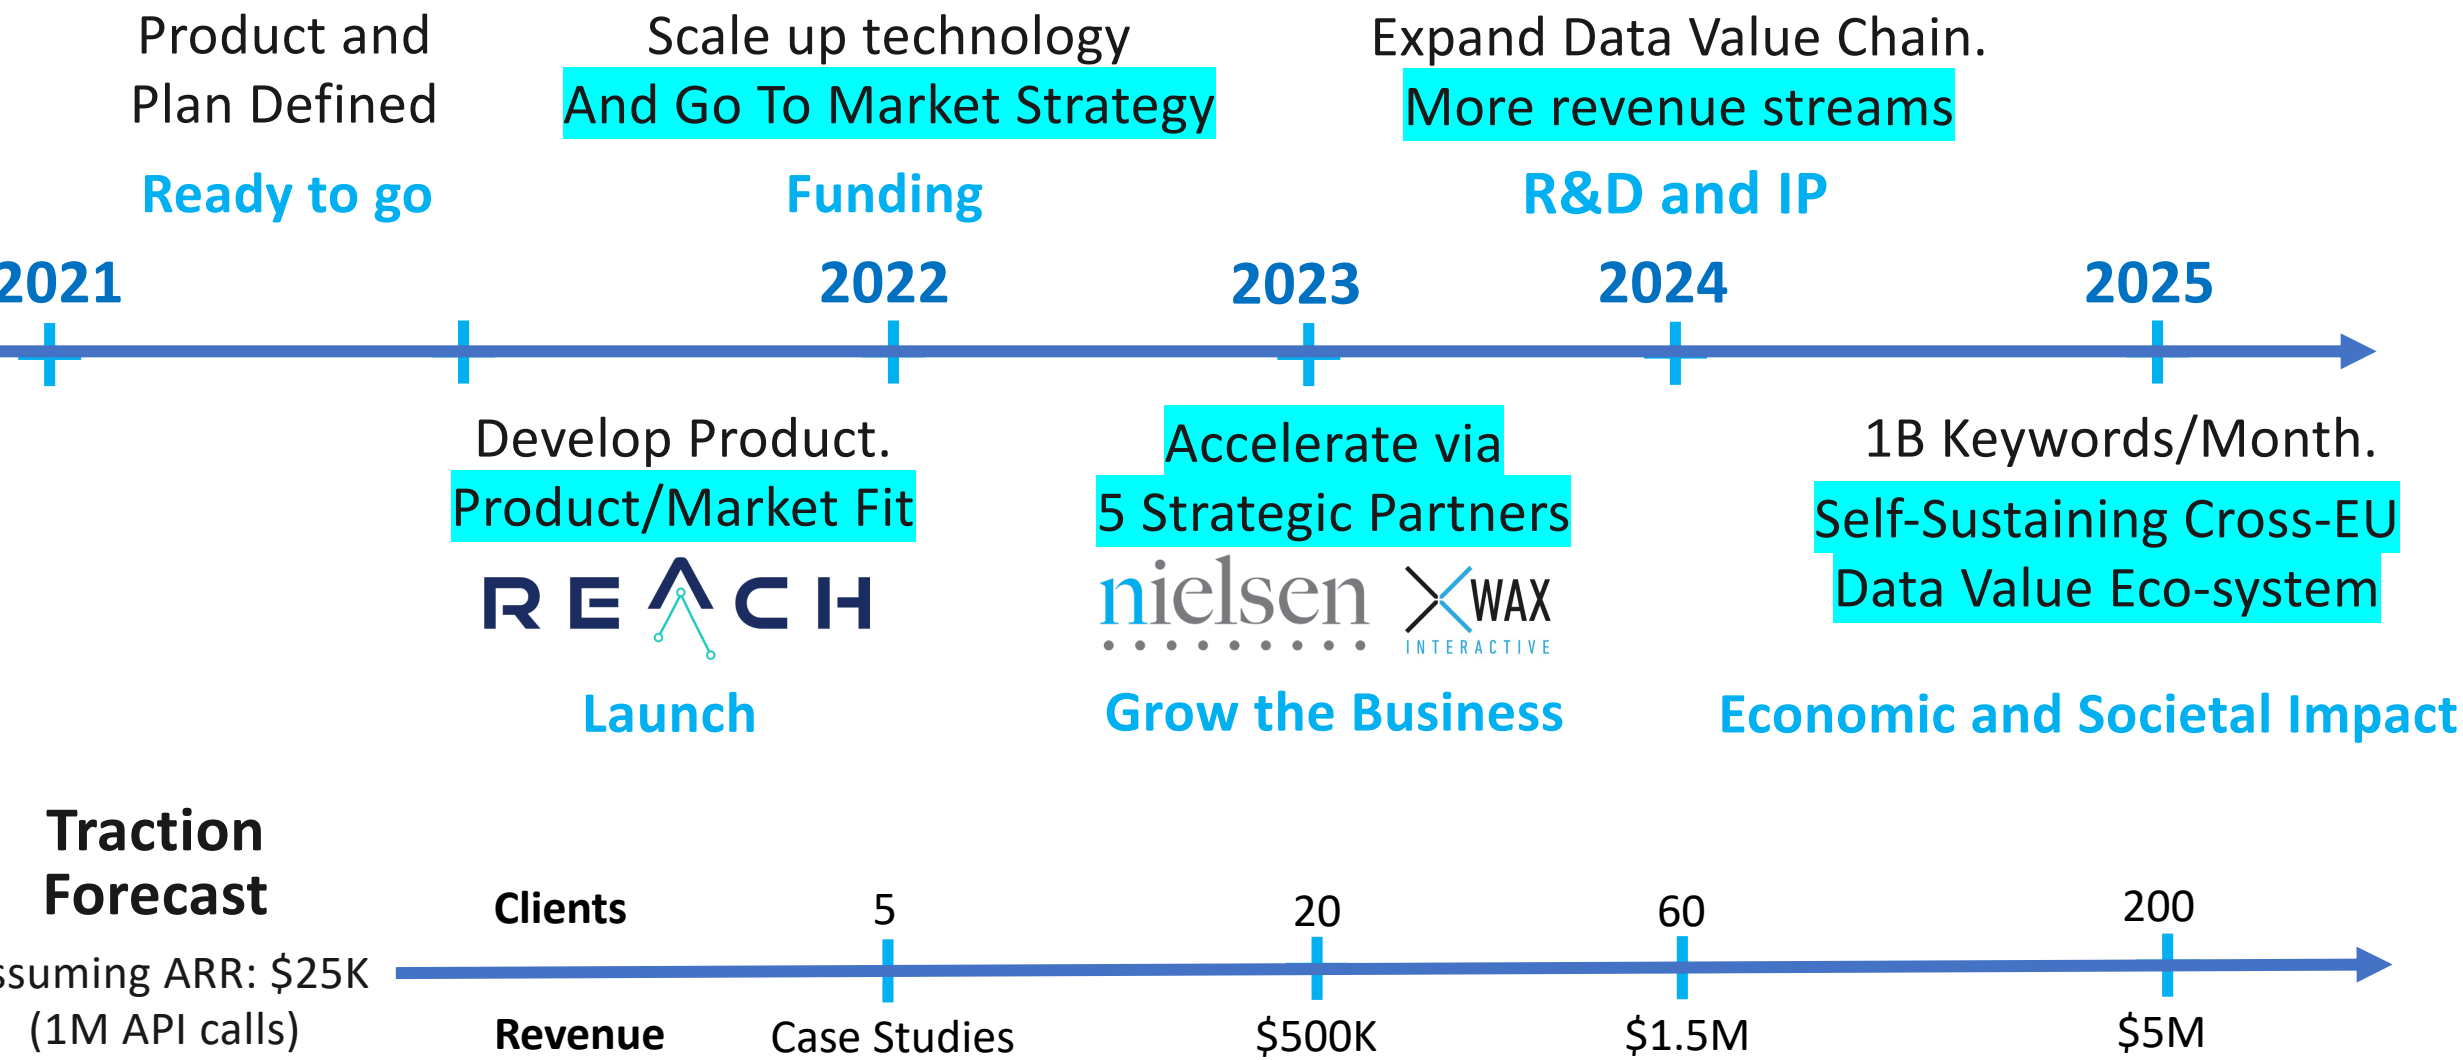 Product and
Plan Defined
Ready to go
Scale up technology
And Go To Market Strategy
Funding
Expand Data Value Chain.
More revenue streams
R&D and IP
2021
2022
2023
2024
2025
Develop Product.
Product/Market Fit
REACH
Launch
Accelerate via
5 Strategic Partners
nielsen
WAX
INTERACTIVE
Grow the Business
1B Keywords/Month.
Self-Sustaining Cross-EU
Data Value Eco-system
Economic and Societal Impact
Traction
Forecast
ssuming ARR: $25K
(1M API calls)
Clients
5
20
60
200
Revenue
Case Studies
$500K
$1.5M
$5M